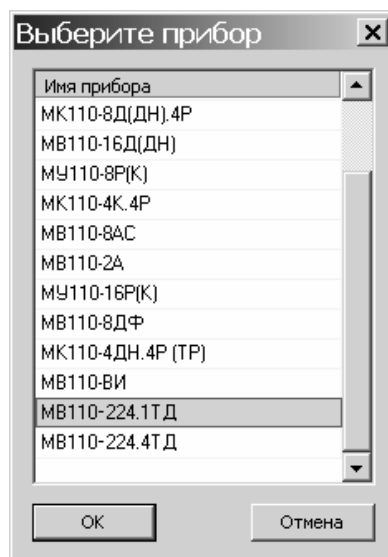 Выберите прибор
Имя прибора
МК110-8Д(ДН).4Р
МВ110-16Д(ДН)
МУ110-8Р(К)
МК110-4К.4Р
МВ110-8АС
МВ110-2А
МУ110-16Р(К)
МВ110-8ДФ
МК110-4ДН.4Р (ТР)
МВ110-ВИ
МВ110-224.1ТД
МВ110-224.4ТД
ОК
Отмена